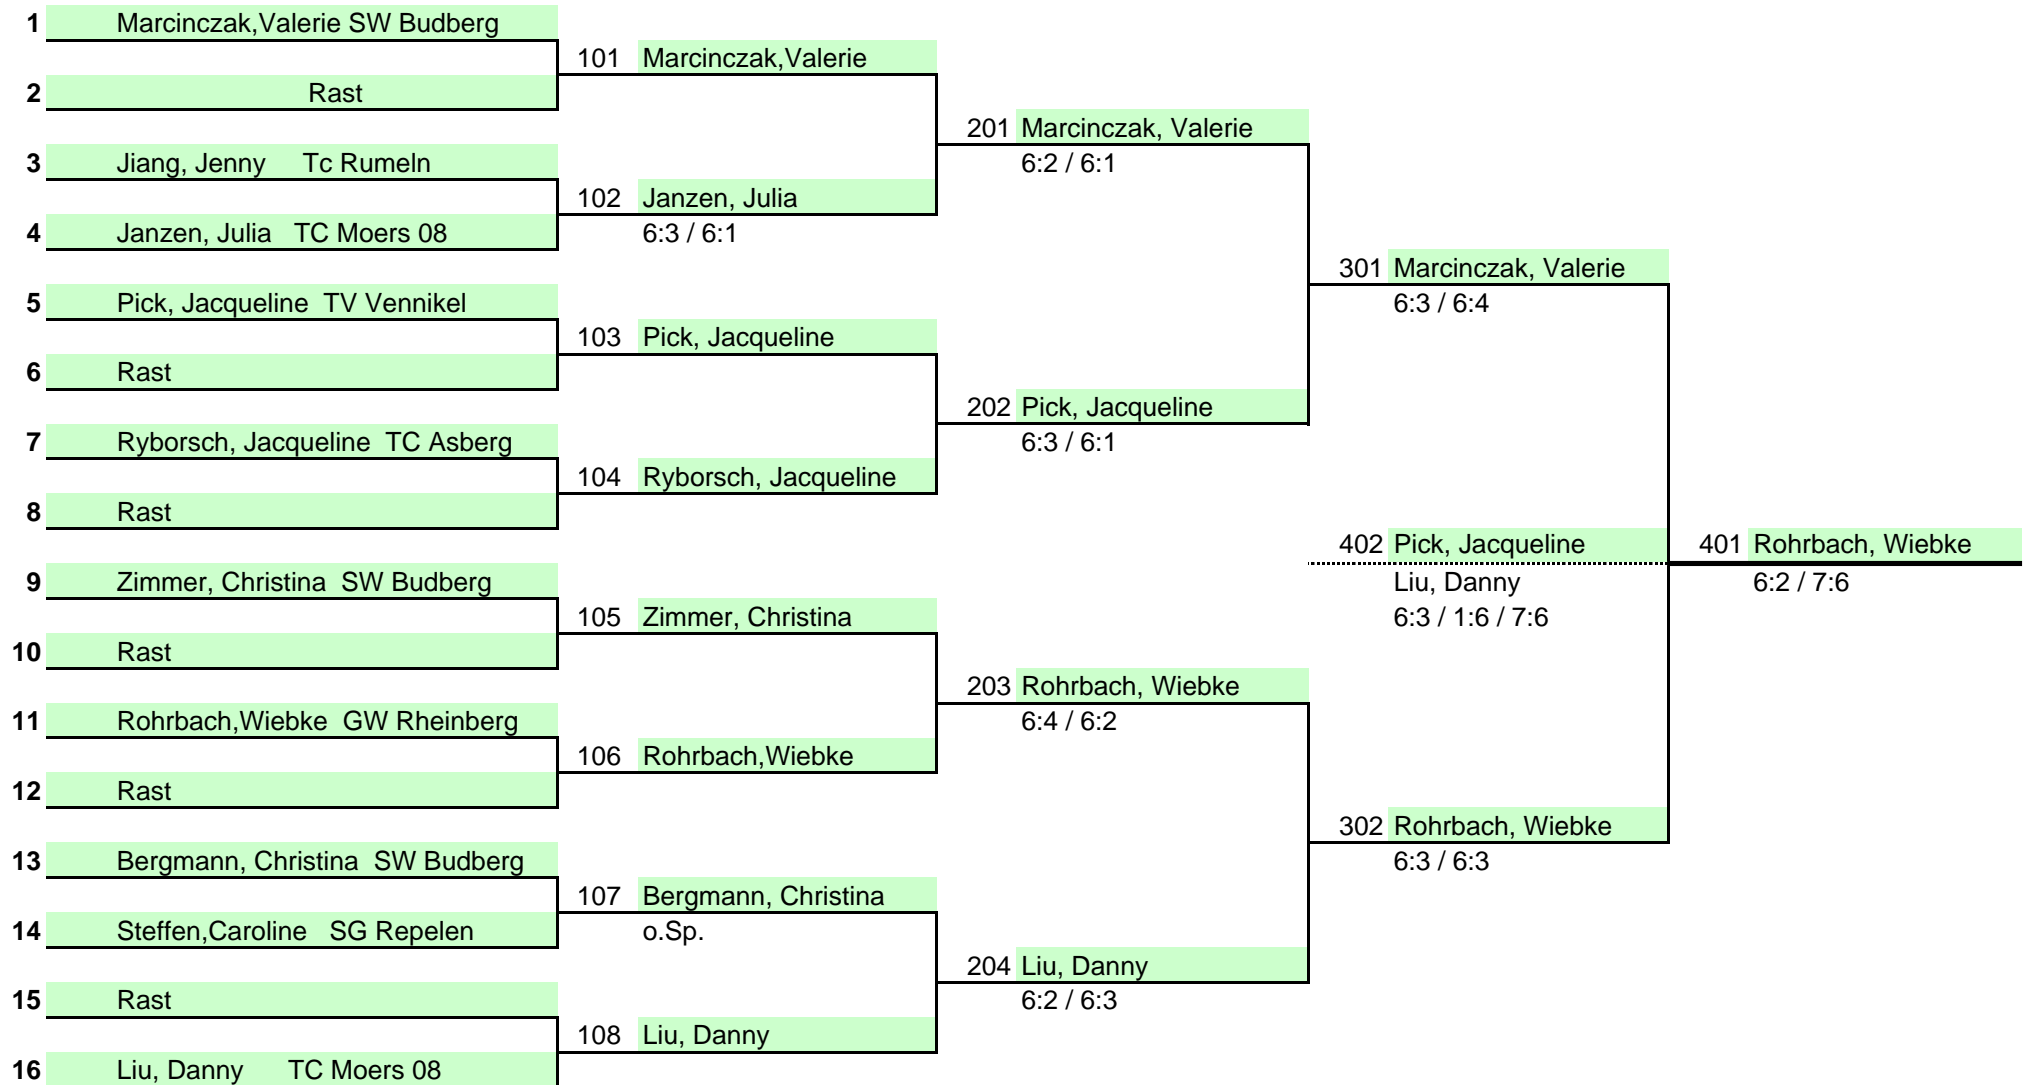 1 Marcinczak,Valerie SW Budberg
101 Marcinczak,Valerie
2 Rast
201 Marcinczak, Valerie
3 Jiang, Jenny Tc Rumeln
6:2 / 6:1
102 Janzen, Julia
4 Janzen, Julia TC Moers 08
6:3 / 6:1
301 Marcinczak, Valerie
5 Pick, Jacqueline TV Vennikel
6:3 / 6:4
103 Pick, Jacqueline
6 Rast
202 Pick, Jacqueline
7 Ryborsch, Jacqueline TC Asberg
6:3 / 6:1
104 Ryborsch, Jacqueline
8 Rast
402 Pick, Jacqueline
401 Rohrbach, Wiebke
9 Zimmer, Christina SW Budberg
Liu, Danny
6:2 / 7:6
105 Zimmer, Christina
6:3 / 1:6 / 7:6
10 Rast
203 Rohrbach, Wiebke
11 Rohrbach,Wiebke GW Rheinberg
6:4 / 6:2
106 Rohrbach,Wiebke
12 Rast
302 Rohrbach, Wiebke
13 Bergmann, Christina SW Budberg
6:3 / 6:3
107 Bergmann, Christina
14 Steffen,Caroline SG Repelen
o.Sp.
204 Liu, Danny
15 Rast
6:2 / 6:3
108 Liu, Danny
16 Liu, Danny TC Moers 08